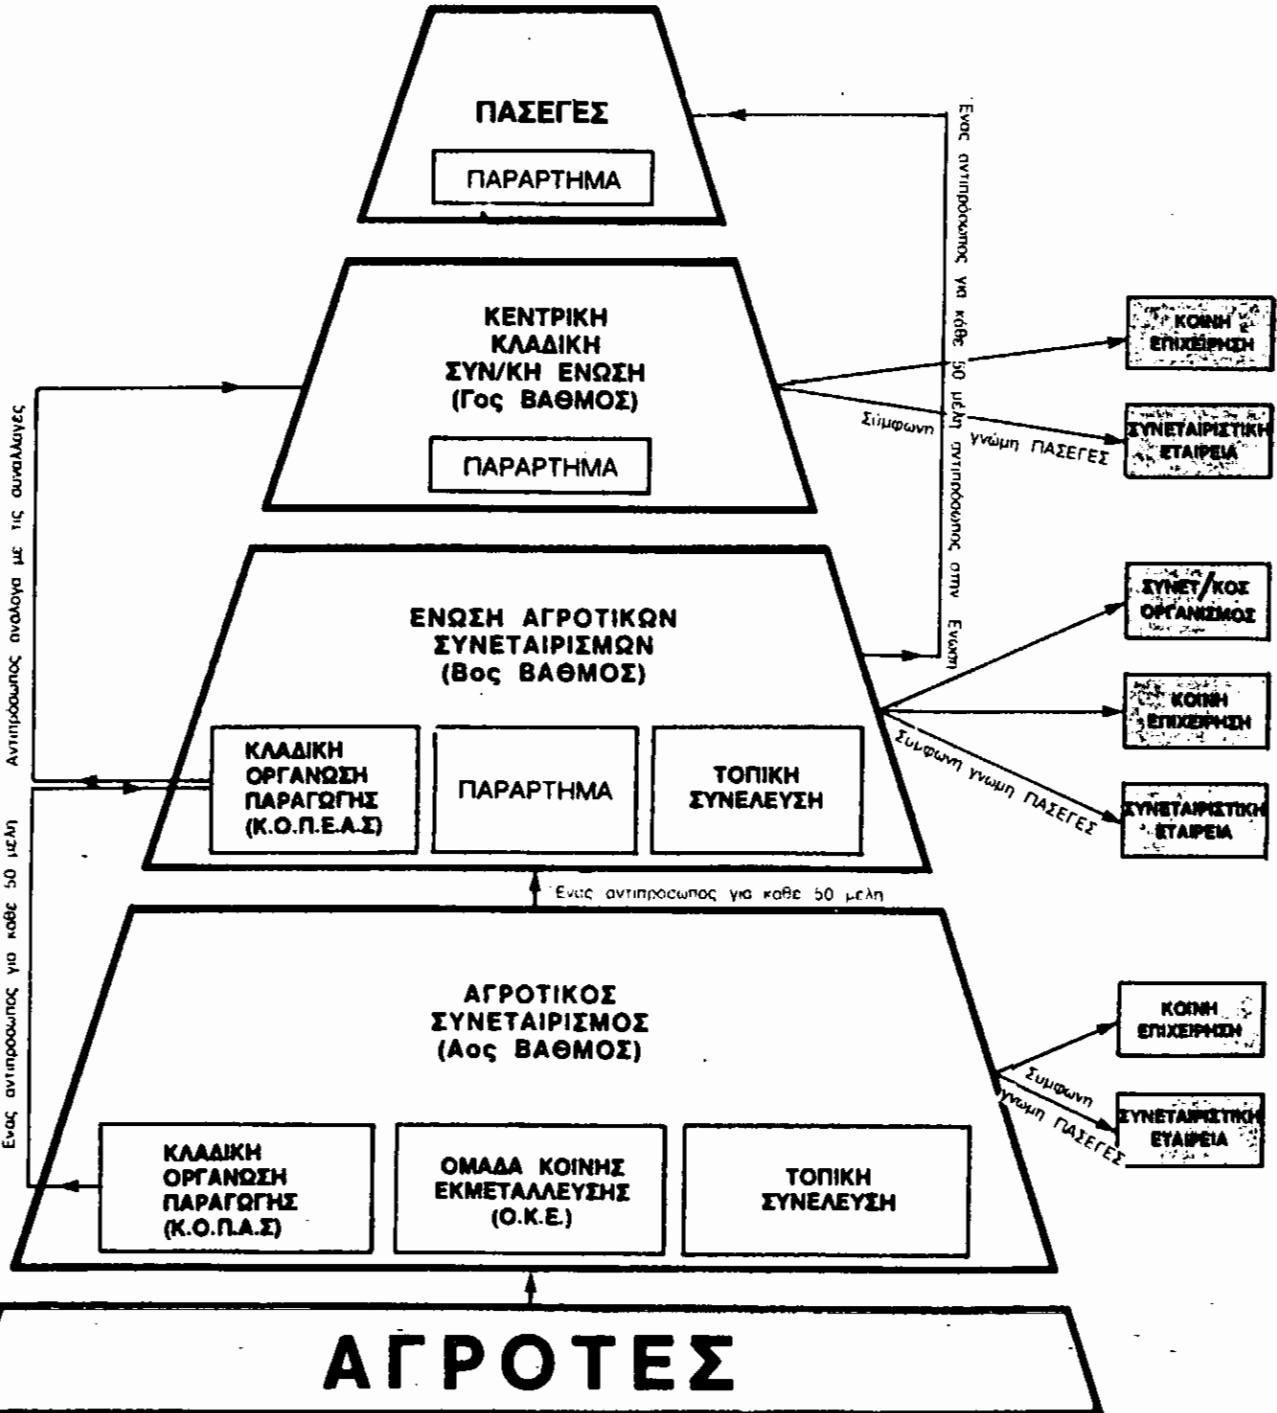 ΠΑΣΕΓΕΣ
ΠΑΡΑΡΤΗΜΑ
Ενας αντιπρόσωπος για κάθε 50 μέλη αντιπρόσωπος στην Ενωση
ΚΕΝΤΡΙΚΗ
ΚΛΑΔΙΚΗ
ΣΥΝ/ΚΗ ΕΝΩΣΗ
(Γος ΒΑΘΜΟΣ)
ΠΑΡΑΡΤΗΜΑ
ΚΟΙΝΗ
ΕΠΙΧΕΙΡΗΣΗ
Σύμφωνη γνώμη ΠΑΣΕΓΕΣ
ΣΥΝΕΤΑΙΡΙΣΤΙΚΗ
ΕΤΑΙΡΕΙΑ
Αντιπρόσωπος ανάλογα με τις συναλλαγες
ΕΝΩΣΗ ΑΓΡΟΤΙΚΩΝ
ΣΥΝΕΤΑΙΡΙΣΜΩΝ
(Βος ΒΑΘΜΟΣ)
ΚΛΑΔΙΚΗ
ΟΡΓΑΝΩΣΗ
ΠΑΡΑΓΩΓΗΣ
(Κ.Ο.Π.Ε.Α.Σ)
ΠΑΡΑΡΤΗΜΑ
ΤΟΠΙΚΗ
ΣΥΝΕΛΕΥΣΗ
ΣΥΝΕΤ/ΚΟΣ
ΟΡΓΑΝΙΣΜΟΣ
ΚΟΙΝΗ
ΕΠΙΧΕΙΡΗΣΗ
Συμφωνη γνωμη ΠΑΣΕΓΕΣ
ΣΥΝΕΤΑΙΡΙΣΤΙΚΗ
ΕΤΑΙΡΕΙΑ
Ενας αντιπροσωπος για καθε 50 μελη
Ενας αντιπροσωπος για καθε 50 μελη
ΑΓΡΟΤΙΚΟΣ
ΣΥΝΕΤΑΙΡΙΣΜΟΣ
(Αος ΒΑΘΜΟΣ)
ΚΛΑΔΙΚΗ
ΟΡΓΑΝΩΣΗ
ΠΑΡΑΓΩΓΗΣ
(Κ.Ο.Π.Α.Σ)
ΟΜΑΔΑ ΚΟΙΝΗΣ
ΕΚΜΕΤΑΛΛΕΥΣΗΣ
(Ο.Κ.Ε.)
ΤΟΠΙΚΗ
ΣΥΝΕΛΕΥΣΗ
ΚΟΙΝΗ
ΕΠΙΧΕΙΡΗΣΗ
Συμφωνη
γνωμη ΠΑΣΕΓΕΣ
ΣΥΝΕΤΑΙΡΙΣΤΙΚΗ
ΕΤΑΙΡΕΙΑ
ΑΓΡΟΤΕΣ